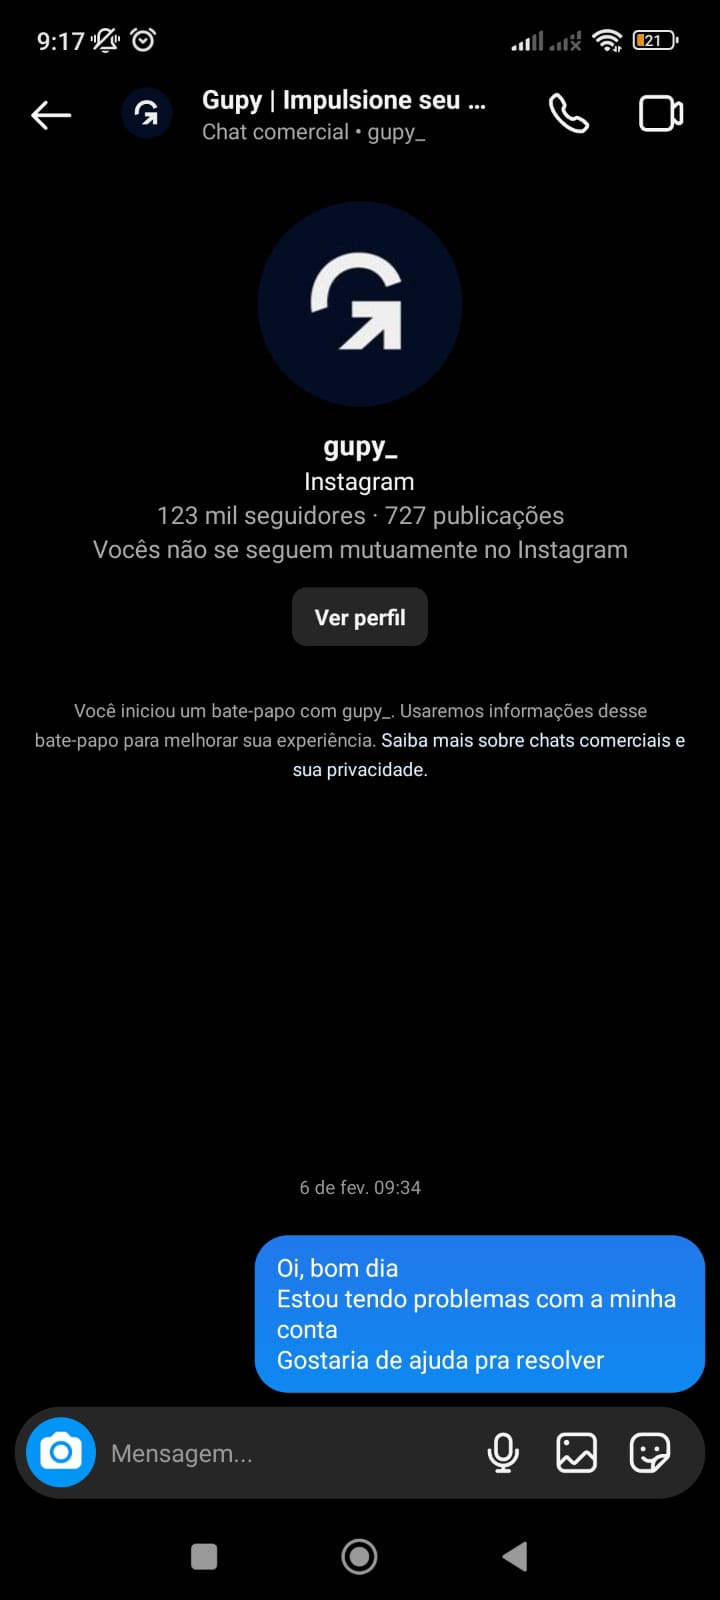 9:17
21
Gupy | Impulsione seu ...
Chat comercial • gupy_
gupy_
Instagram
123 mil seguidores · 727 publicações
Vocês não se seguem mutuamente no Instagram
Ver perfil
Você iniciou um bate-papo com gupy_. Usaremos informações desse
bate-papo para melhorar sua experiência. Saiba mais sobre chats comerciais e
sua privacidade.
6 de fev. 09:34
Oi, bom dia
Estou tendo problemas com a minha
conta
Gostaria de ajuda pra resolver
Mensagem...